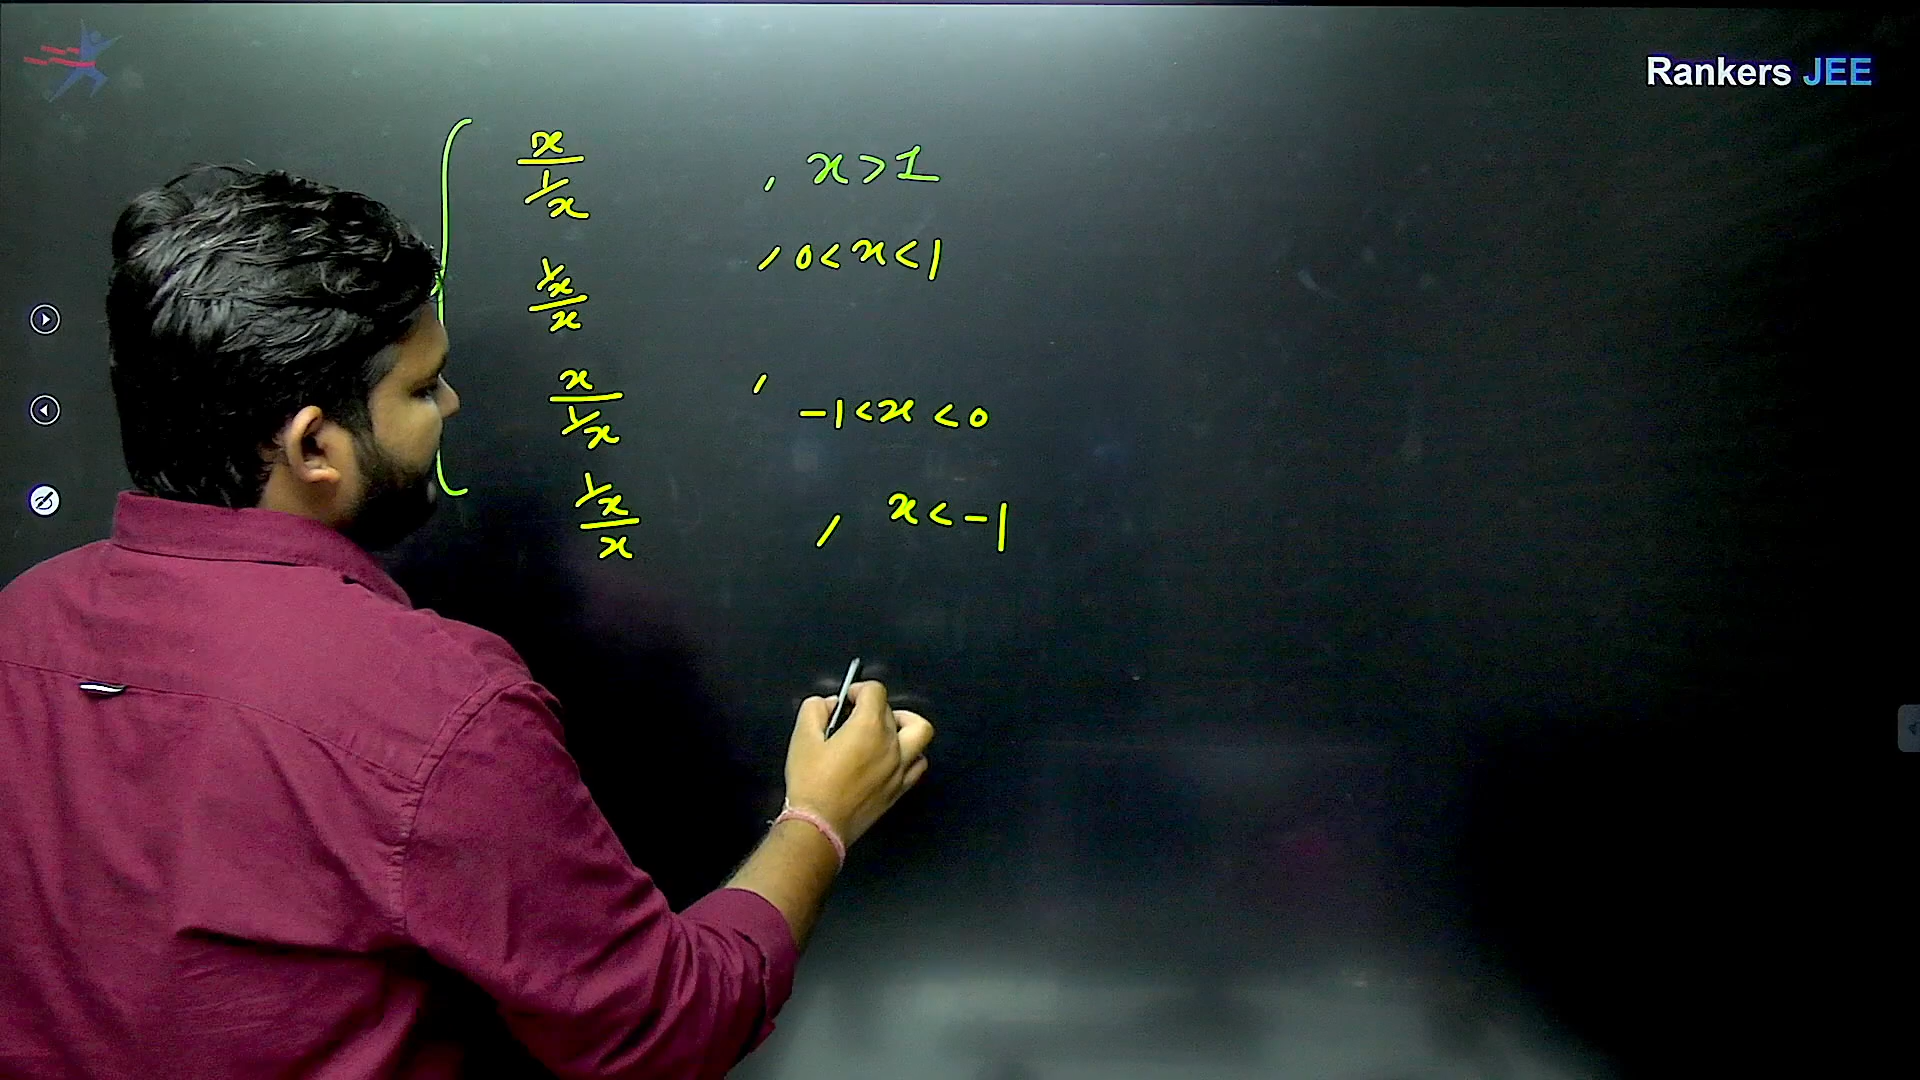 Rankers JEE
x/(1/x) , x>1
(1/x)/x , 0<x<1
x/(1/x) , -1<x<0
(1/x)/x , x<-1